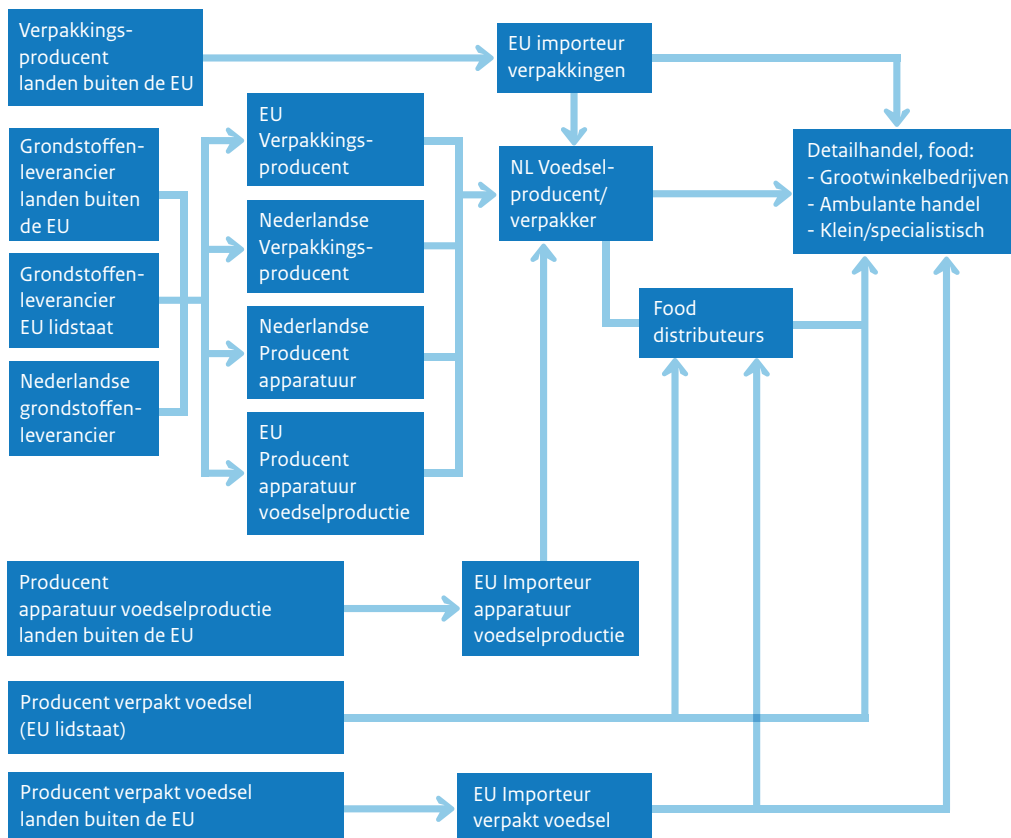 Verpakkings-
producent
landen buiten de EU
EU importeur
verpakkingen
Grondstoffen-
leverancier
landen buiten
de EU
EU
Verpakkings-
producent
NL Voedsel-
producent/
verpakker
Detailhandel, food:
- Grootwinkelbedrijven
- Ambulante handel
- Klein/specialistisch
Nederlandse
Verpakkings-
producent
Grondstoffen-
leverancier
EU lidstaat
Nederlandse
Producent
apparatuur
Food
distributeurs
Nederlandse
grondstoffen-
leverancier
EU
Producent
apparatuur
voedselproductie
Producent
apparatuur voedselproductie
landen buiten de EU
EU Importeur
apparatuur
voedselproductie
Producent verpakt voedsel
(EU lidstaat)
Producent verpakt voedsel
landen buiten de EU
EU Importeur
verpakt voedsel